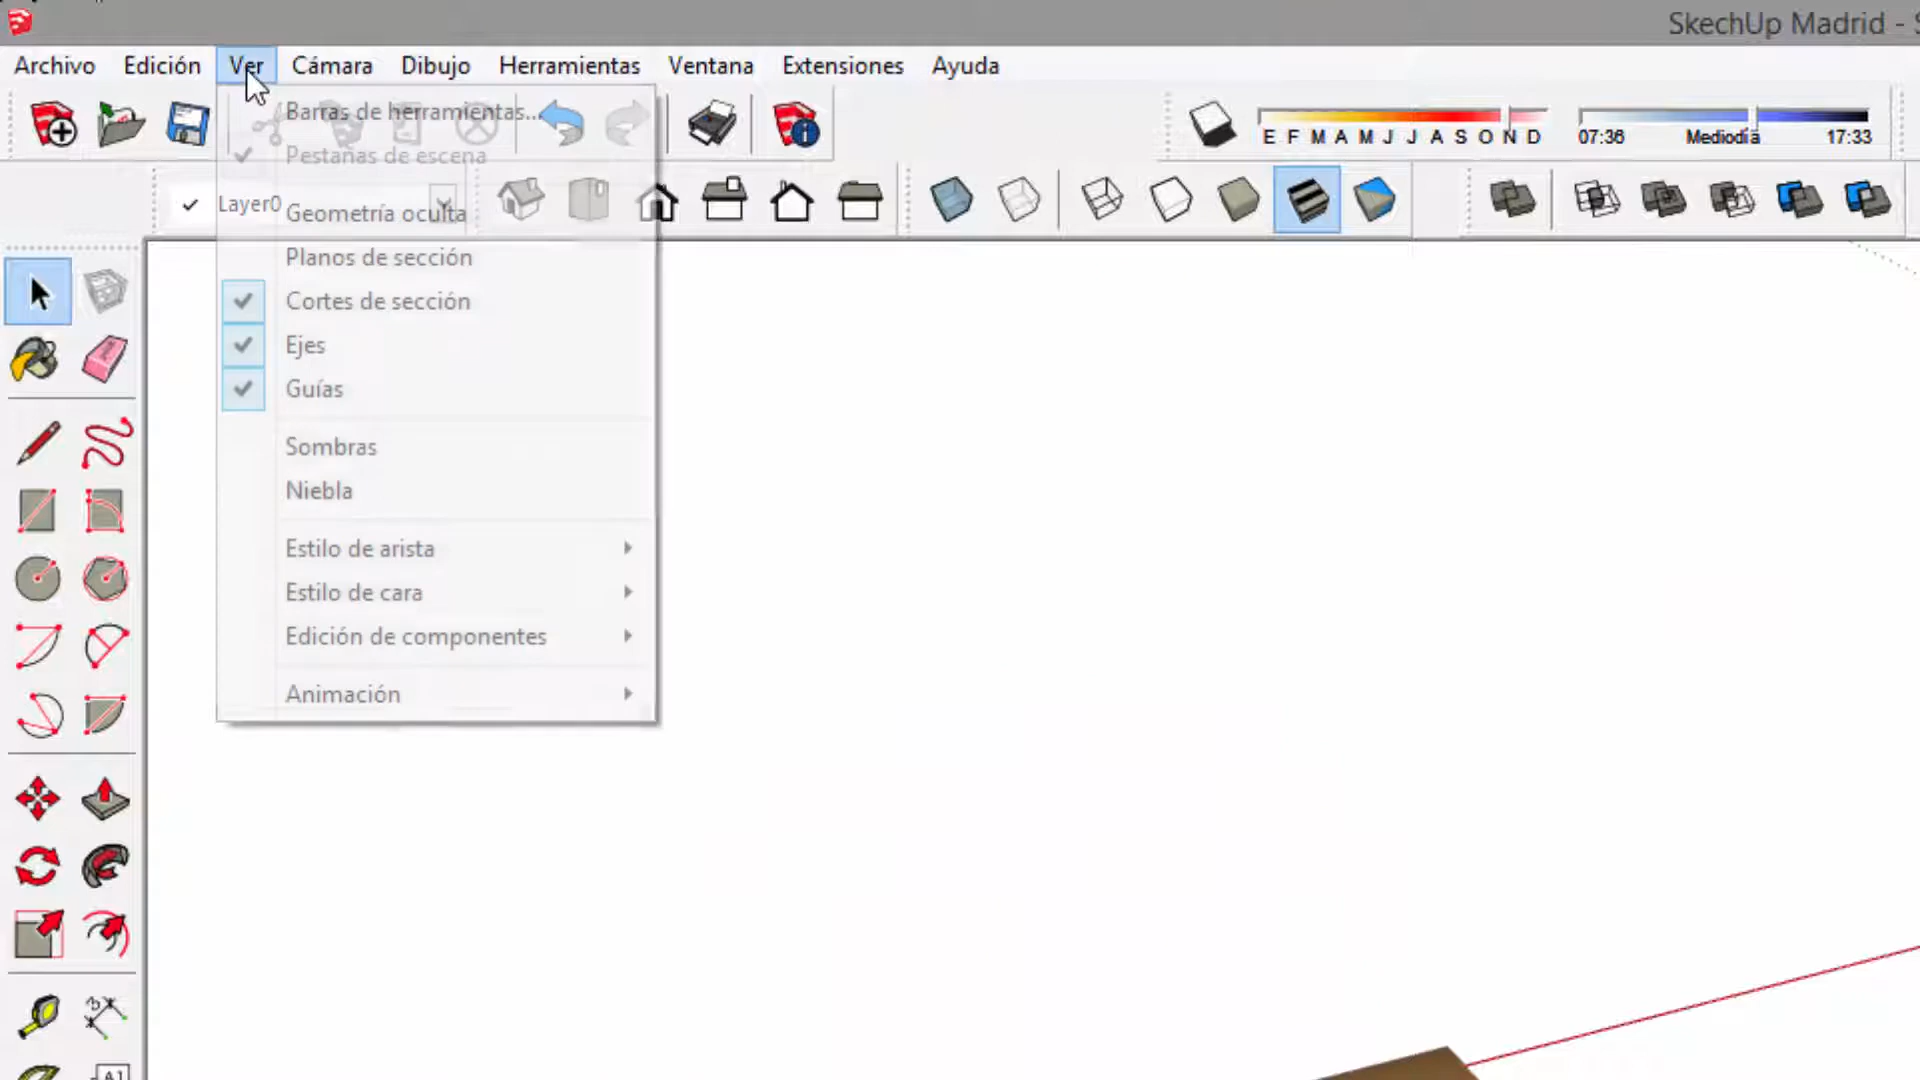 SkechUp Madrid -
Archivo Edición Ver Cámara Dibujo Herramientas Ventana Extensiones Ayuda
Barras de herramientas...
E F M A M J J A S O N D
07:36 Mediodía 17:33
Pestañas de escena
Layer0
Geometría oculta
Planos de sección
Cortes de sección
Ejes
Guías
Sombras
Niebla
Estilo de arista
Estilo de cara
Edición de componentes
Animación
A1